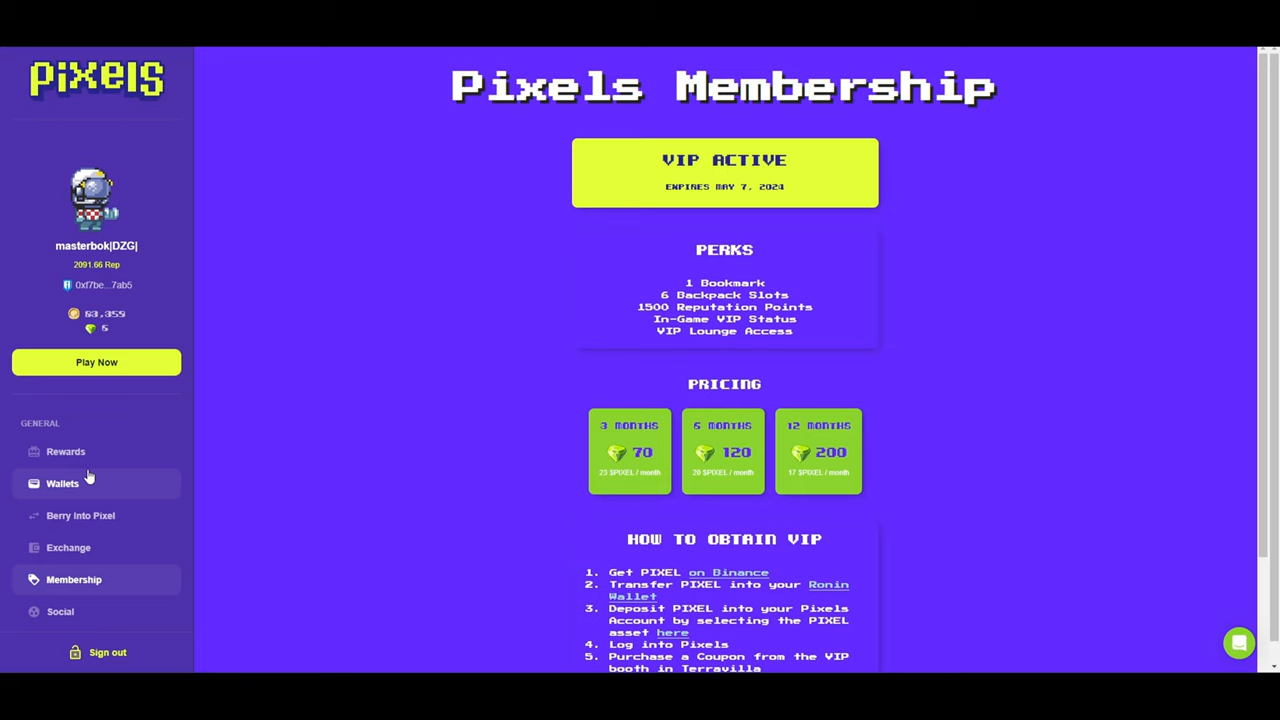 pixels
masterbok|DZG|
2091.66 Rep
0xf7be...7ab5
83,359
6
Play Now
GENERAL
Rewards
Wallets
Berry Into Pixel
Exchange
Membership
Social
Sign out
Pixels Membership
VIP ACTIVE
EXPIRES MAY 7, 2024
PERKS
1 Bookmark
6 Backpack Slots
1500 Reputation Points
In-Game VIP Status
VIP Lounge Access
PRICING
3 MONTHS
70
23 $PIXEL / month
6 MONTHS
120
20 $PIXEL / month
12 MONTHS
200
17 $PIXEL / month
HOW TO OBTAIN VIP
1. Get PIXEL on Binance
2. Transfer PIXEL into your Ronin
Wallet
3. Deposit PIXEL into your Pixels
Account by selecting the PIXEL
asset here
4. Log into Pixels
5. Purchase a Coupon from the VIP
booth in Terravilla